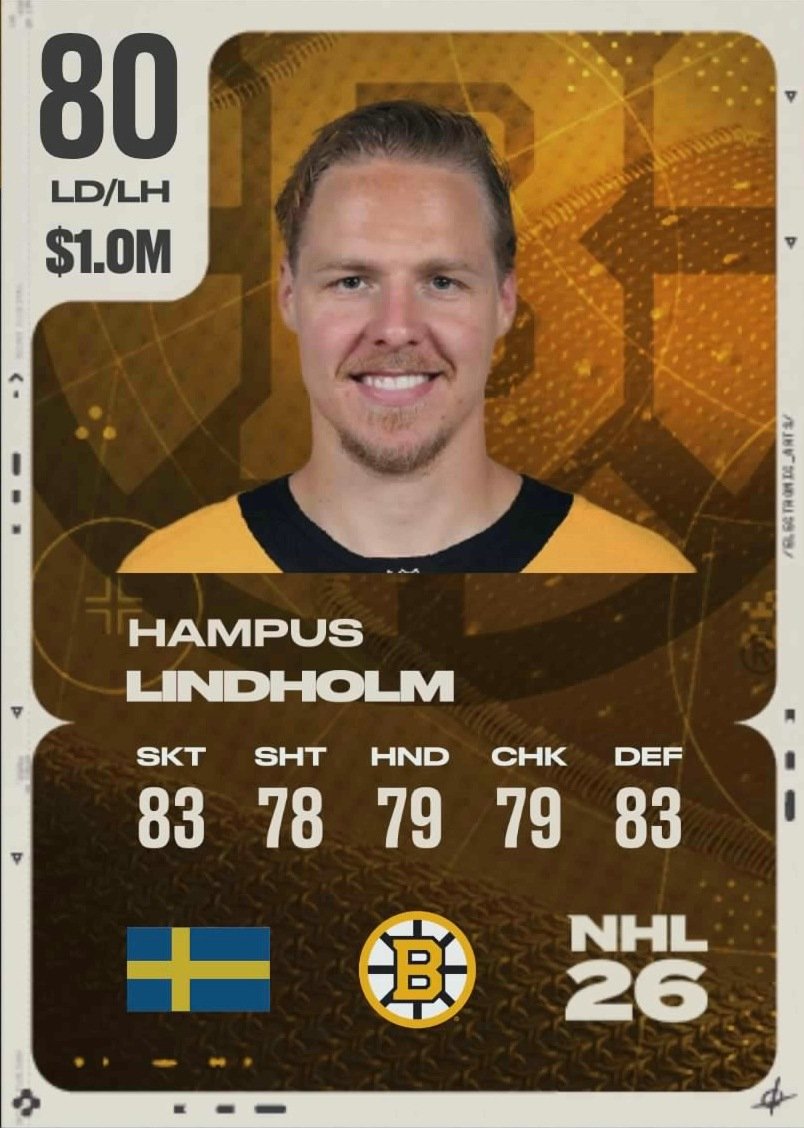 80
LD/LH
$1.0M
/ELECTRONIC_ARTS/
HAMPUS
LINDHOLM
SKT SHT HND CHK DEF
83 78 79 79 83
B
NHL
26
®